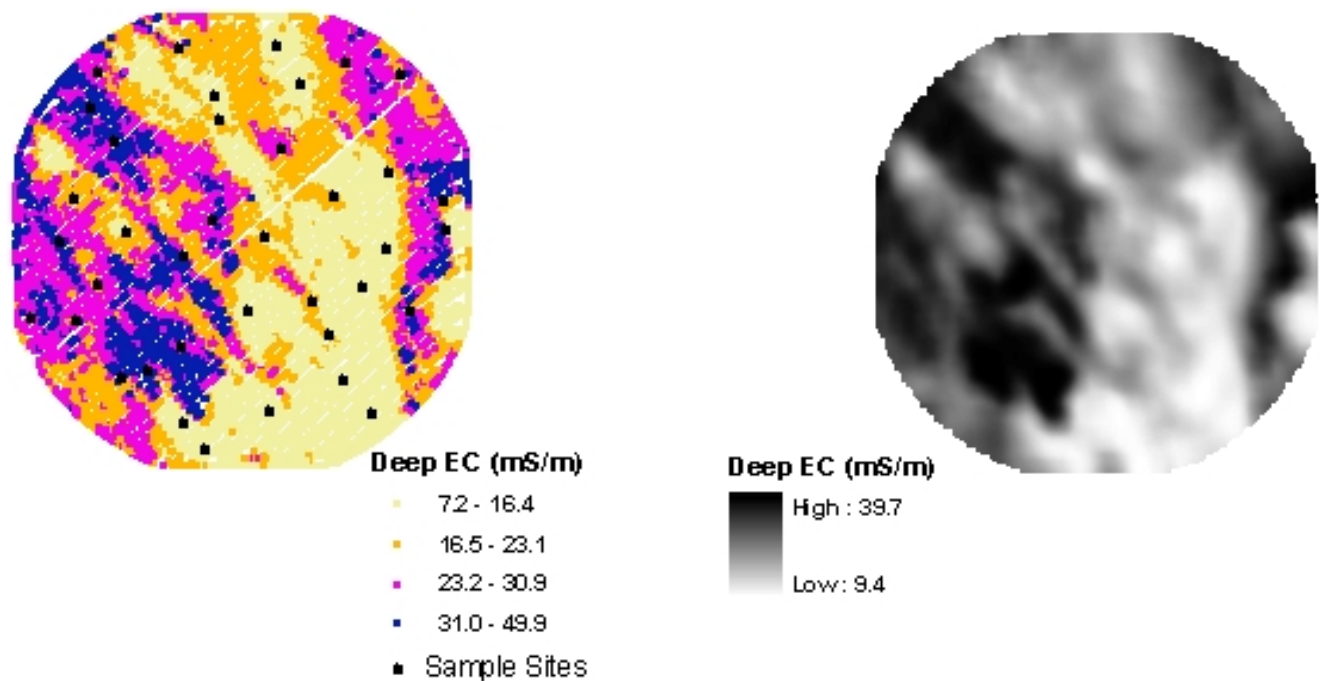 Deep EC (mS/m)
7.2 - 16.4
16.5 - 23.1
23.2 - 30.9
31.0 - 49.9
Sample Sites
Deep EC (mS/m)
High : 39.7
Low : 9.4